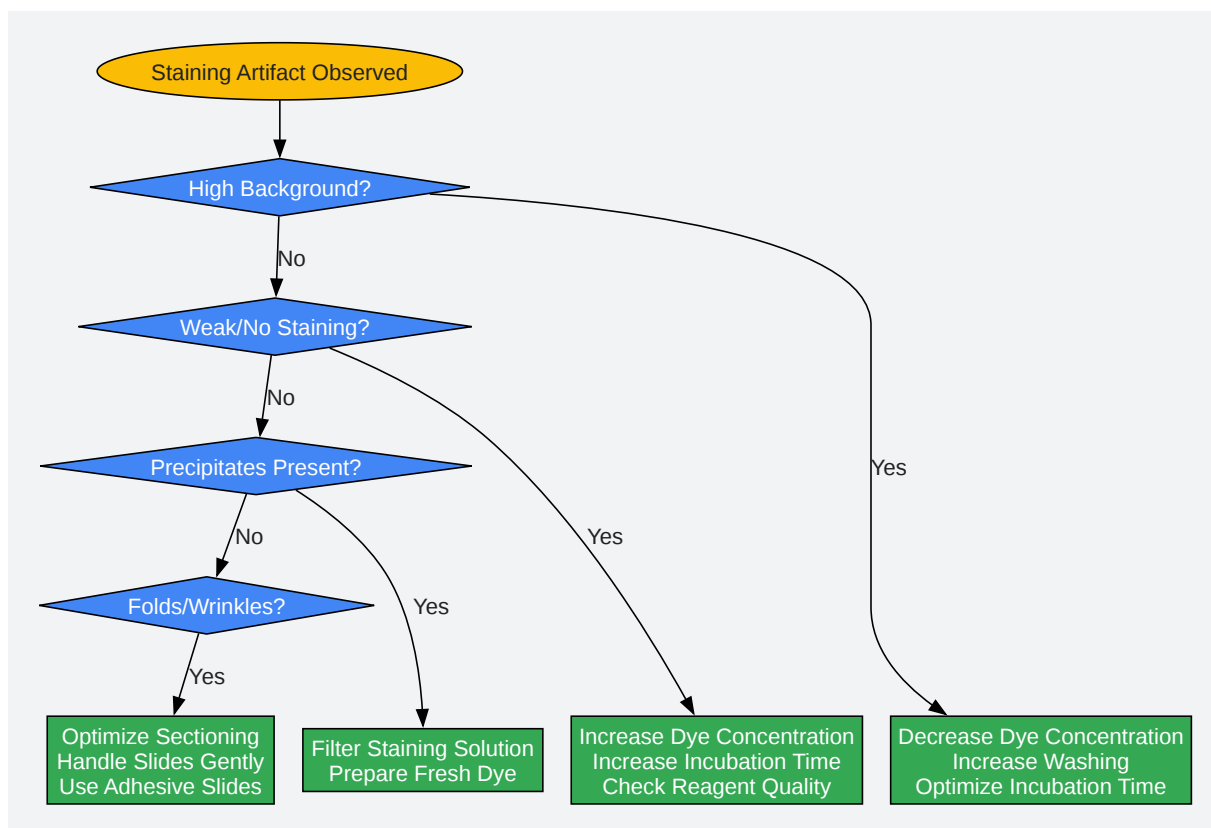 Staining Artifact Observed
High Background?
No
Weak/No Staining?
No
Precipitates Present?
Yes
No
Yes
Yes
Folds/Wrinkles?
Yes
Optimize Sectioning
Handle Slides Gently
Use Adhesive Slides
Filter Staining Solution
Prepare Fresh Dye
Increase Dye Concentration
Increase Incubation Time
Check Reagent Quality
Decrease Dye Concentration
Increase Washing
Optimize Incubation Time